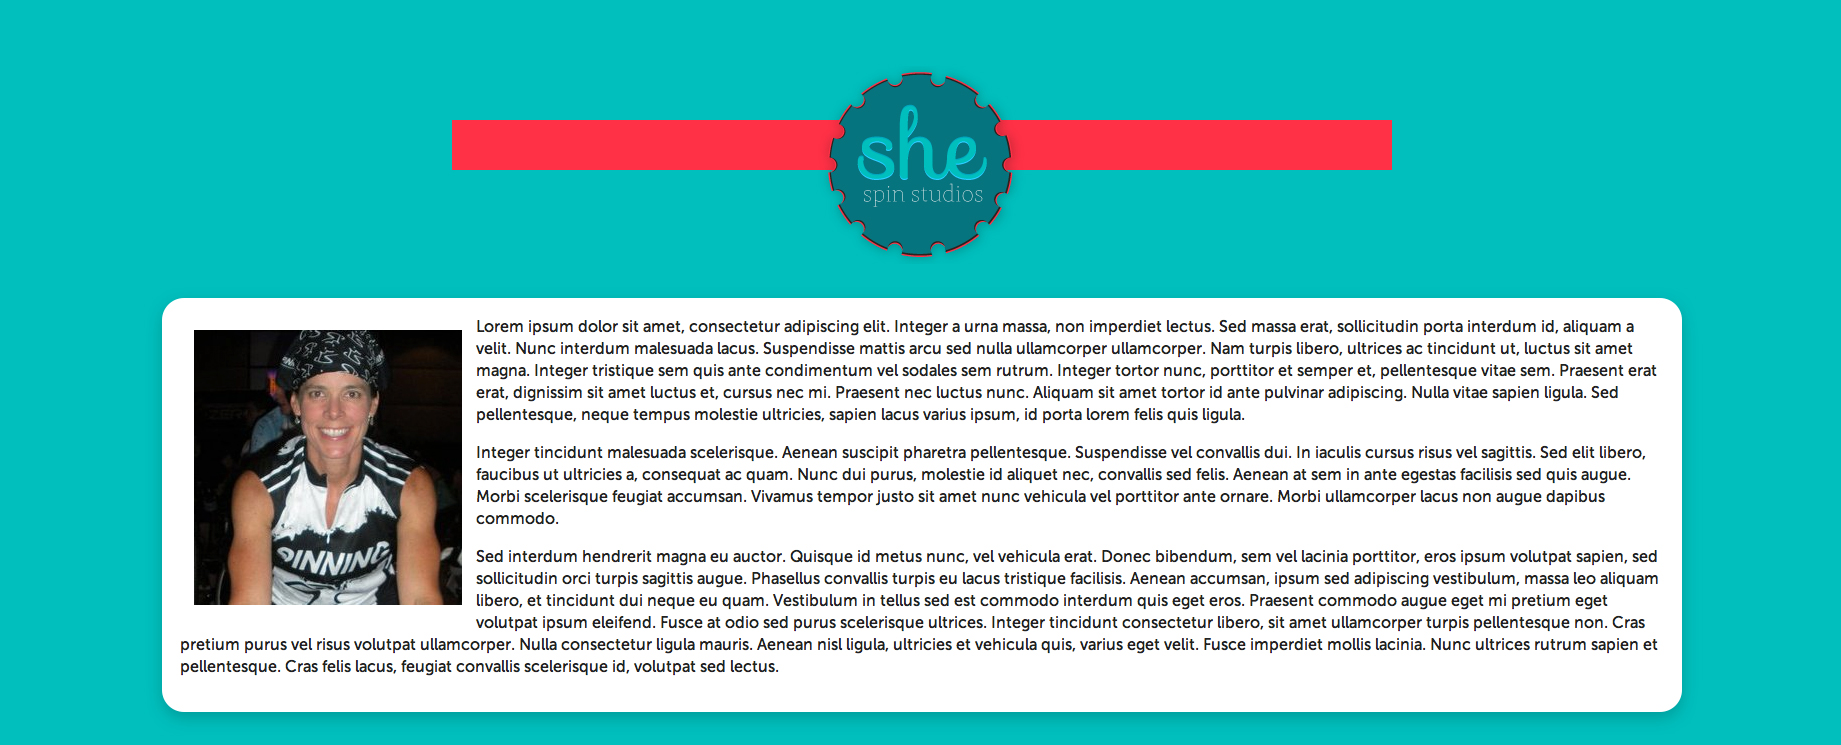 she
spin studios
Lorem ipsum dolor sit amet, consectetur adipiscing elit. Integer a urna massa, non imperdiet lectus. Sed massa erat, sollicitudin porta interdum id, aliquam a
velit. Nunc interdum malesuada lacus. Suspendisse mattis arcu sed nulla ullamcorper ullamcorper. Nam turpis libero, ultrices ac tincidunt ut, luctus sit amet
magna. Integer tristique sem quis ante condimentum vel sodales sem rutrum. Integer tortor nunc, porttitor et semper et, pellentesque vitae sem. Praesent erat
erat, dignissim sit amet luctus et, cursus nec mi. Praesent nec luctus nunc. Aliquam sit amet tortor id ante pulvinar adipiscing. Nulla vitae sapien ligula. Sed
pellentesque, neque tempus molestie ultricies, sapien lacus varius ipsum, id porta lorem felis quis ligula.
Integer tincidunt malesuada scelerisque. Aenean suscipit pharetra pellentesque. Suspendisse vel convallis dui. In iaculis cursus risus vel sagittis. Sed elit libero,
faucibus ut ultricies a, consequat ac quam. Nunc dui purus, molestie id aliquet nec, convallis sed felis. Aenean at sem in ante egestas facilisis sed quis augue.
Morbi scelerisque feugiat accumsan. Vivamus tempor justo sit amet nunc vehicula vel porttitor ante ornare. Morbi ullamcorper lacus non augue dapibus
commodo.
PINNING
Sed interdum hendrerit magna eu auctor. Quisque id metus nunc, vel vehicula erat. Donec bibendum, sem vel lacinia porttitor, eros ipsum volutpat sapien, sed
sollicitudin orci turpis sagittis augue. Phasellus convallis turpis eu lacus tristique facilisis. Aenean accumsan, ipsum sed adipiscing vestibulum, massa leo aliquam
libero, et tincidunt dui neque eu quam. Vestibulum in tellus sed est commodo interdum quis eget eros. Praesent commodo augue eget mi pretium eget
volutpat ipsum eleifend. Fusce at odio sed purus scelerisque ultrices. Integer tincidunt consectetur libero, sit amet ullamcorper turpis pellentesque non. Cras
pretium purus vel risus volutpat ullamcorper. Nulla consectetur ligula mauris. Aenean nisl ligula, ultricies et vehicula quis, varius eget velit. Fusce imperdiet mollis lacinia. Nunc ultrices rutrum sapien et
pellentesque. Cras felis lacus, feugiat convallis scelerisque id, volutpat sed lectus.